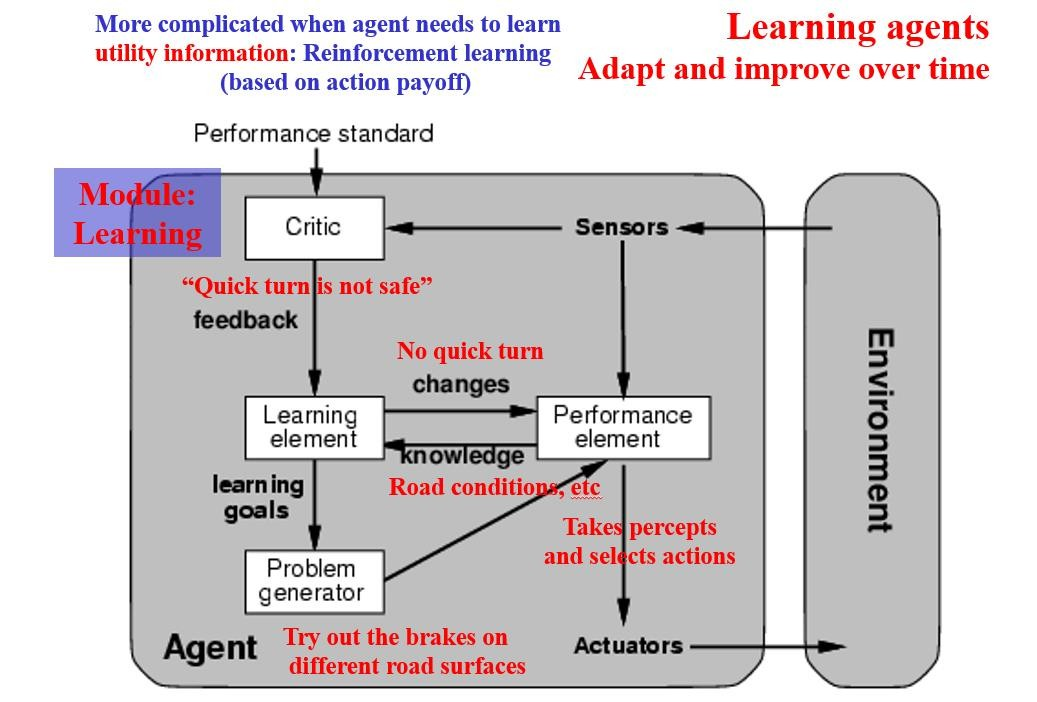 More complicated when agent needs to learn
utility information: Reinforcement learning
(based on action payoff)
Learning agents
Adapt and improve over time
Performance standard
Module:
Learning
Critic
Sensors
"Quick turn is not safe"
feedback
No quick turn
changes
Learning
element
Performance
element
knowledge
Road conditions, etc
learning
goals
Takes percepts
and selects actions
Problem
generator
Try out the brakes on
different road surfaces
Agent
Actuators
Environment